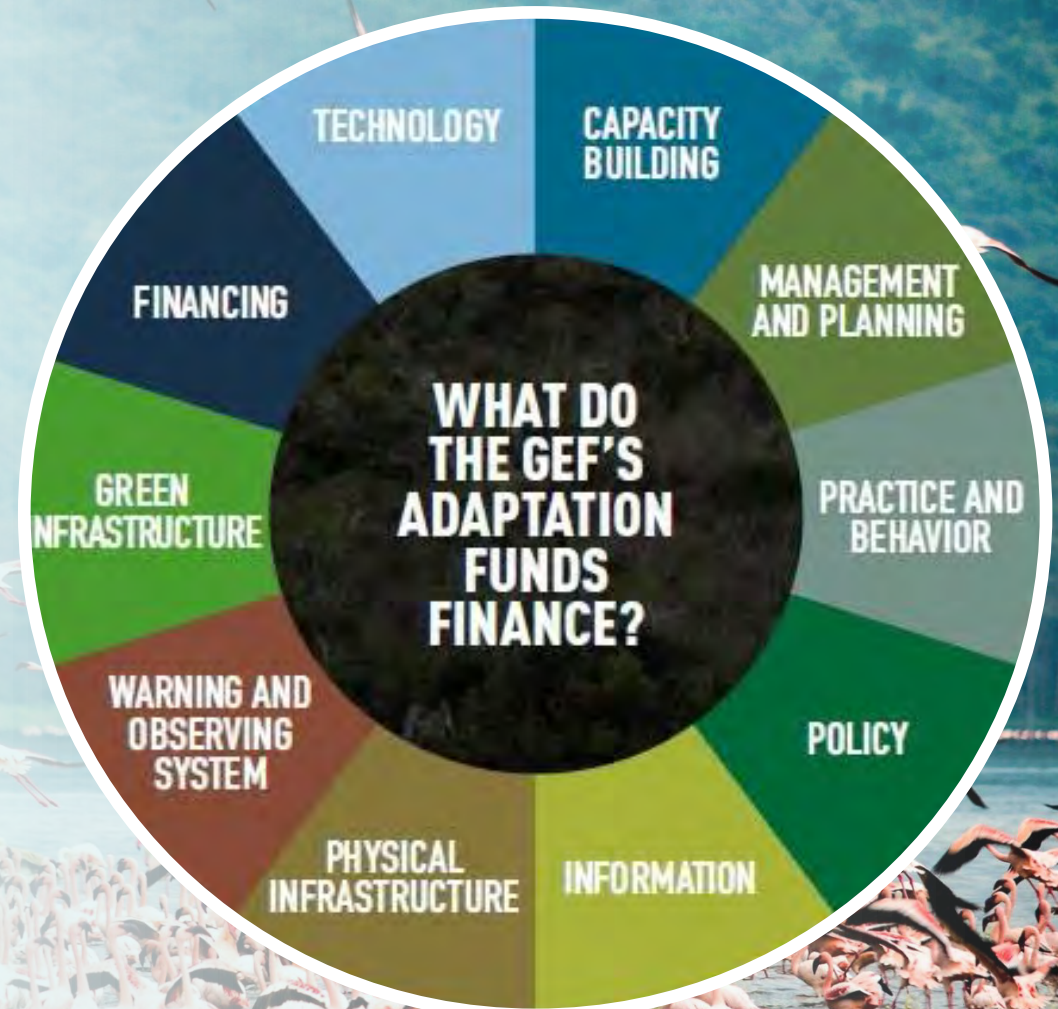 TECHNOLOGY
CAPACITY
BUILDING
MANAGEMENT
AND PLANNING
PRACTICE AND
BEHAVIOR
POLICY
INFORMATION
PHYSICAL
INFRASTRUCTURE
WARNING AND
OBSERVING
SYSTEM
GREEN
INFRASTRUCTURE
FINANCING
WHAT DO
THE GEF'S
ADAPTATION
FUNDS
FINANCE?